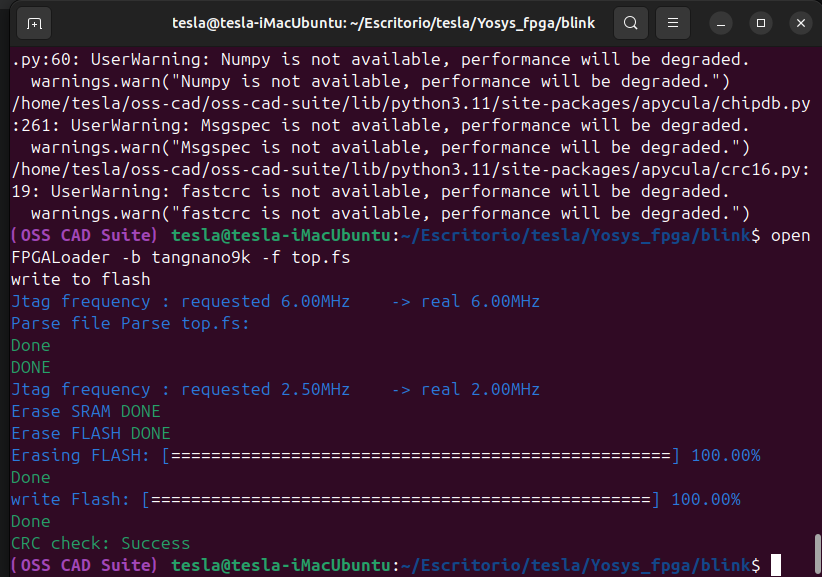 tesla@tesla-iMacUbuntu: ~/Escritorio/tesla/Yosys_fpga/blink
.py:60: UserWarning: Numpy is not available, performance will be degraded.
  warnings.warn("Numpy is not available, performance will be degraded.")
/home/tesla/oss-cad/oss-cad-suite/lib/python3.11/site-packages/apycula/chipdb.py
:261: UserWarning: Msgspec is not available, performance will be degraded.
  warnings.warn("Msgspec is not available, performance will be degraded.")
/home/tesla/oss-cad/oss-cad-suite/lib/python3.11/site-packages/apycula/crc16.py:
19: UserWarning: fastcrc is not available, performance will be degraded.
  warnings.warn("fastcrc is not available, performance will be degraded.")
(OSS CAD Suite) tesla@tesla-iMacUbuntu:~/Escritorio/tesla/Yosys_fpga/blink$ open
FPGALoader -b tangnano9k -f top.fs
write to flash
Jtag frequency : requested 6.00MHz    -> real 6.00MHz
Parse file Parse top.fs:
Done
DONE
Jtag frequency : requested 2.50MHz    -> real 2.00MHz
Erase SRAM DONE
Erase FLASH DONE
Erasing FLASH: [==================================================] 100.00%
Done
write Flash: [==================================================] 100.00%
Done
CRC check: Success
(OSS CAD Suite) tesla@tesla-iMacUbuntu:~/Escritorio/tesla/Yosys_fpga/blink$